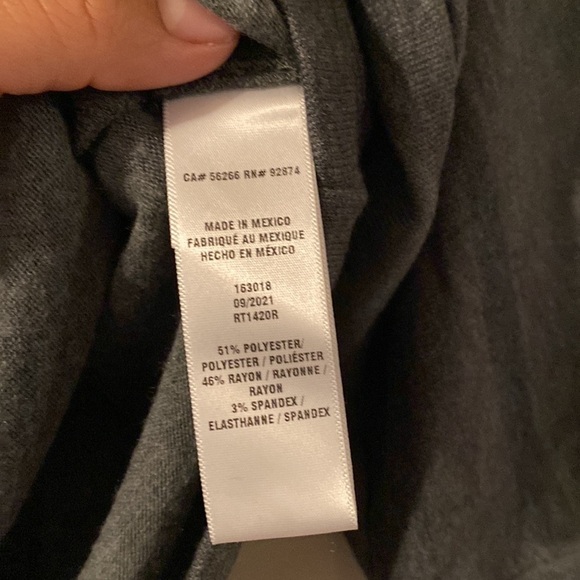 CA# 56266 RN# 92874
MADE IN MEXICO
FABRIQUÉ AU MEXIQUE
HECHO EN MÉXICO
163018
09/2021
RT1420R
51% POLYESTER/
POLYESTER / POLIÉSTER
46% RAYON / RAYONNE /
RAYON
3% SPANDEX /
ELASTHANNE / SPANDEX